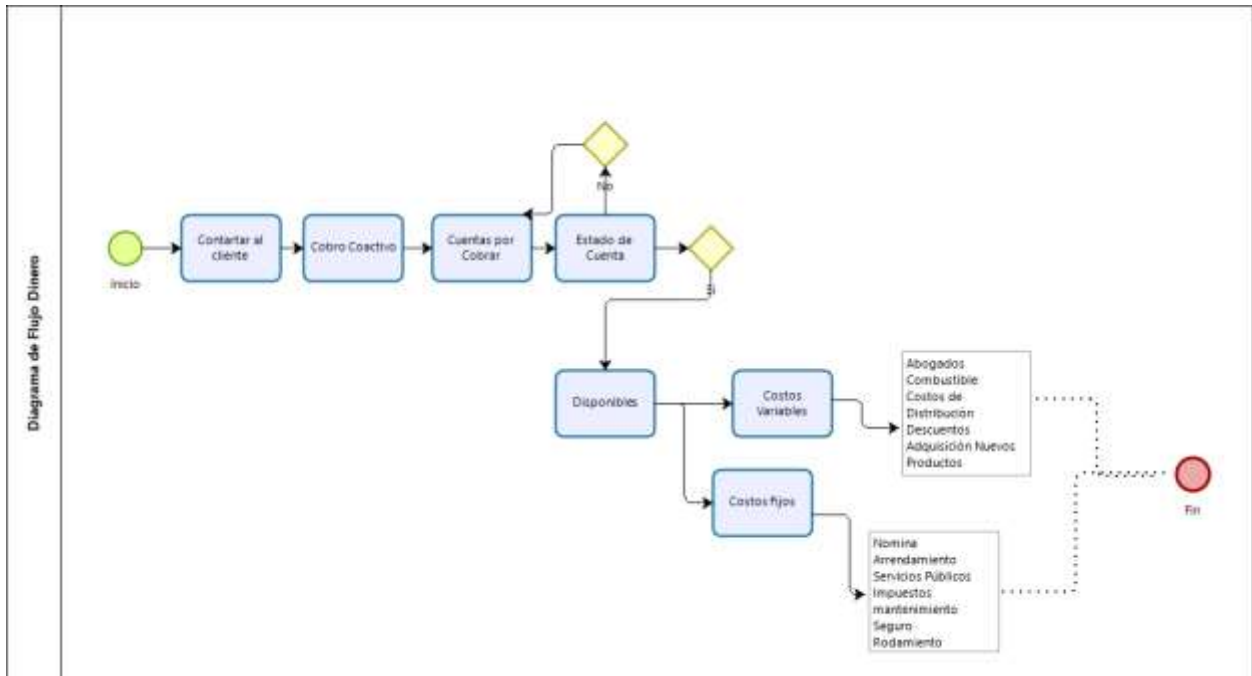 Diagrama de Flujo Dinero
Inicio
Contartar al
cliente
Cobro Coactivo
Cuentas por
Cobrar
Estado de
Cuenta
No
Si
Disponibles
Costos
Variables
Abogados
Combustible
Costos de
Distribución
Descuentos
Adquisición Nuevos
Productos
Costos fijos
Nomina
Arrendamiento
Servicios Públicos
Impuestos
mantenimiento
Seguro
Rodamiento
Fin